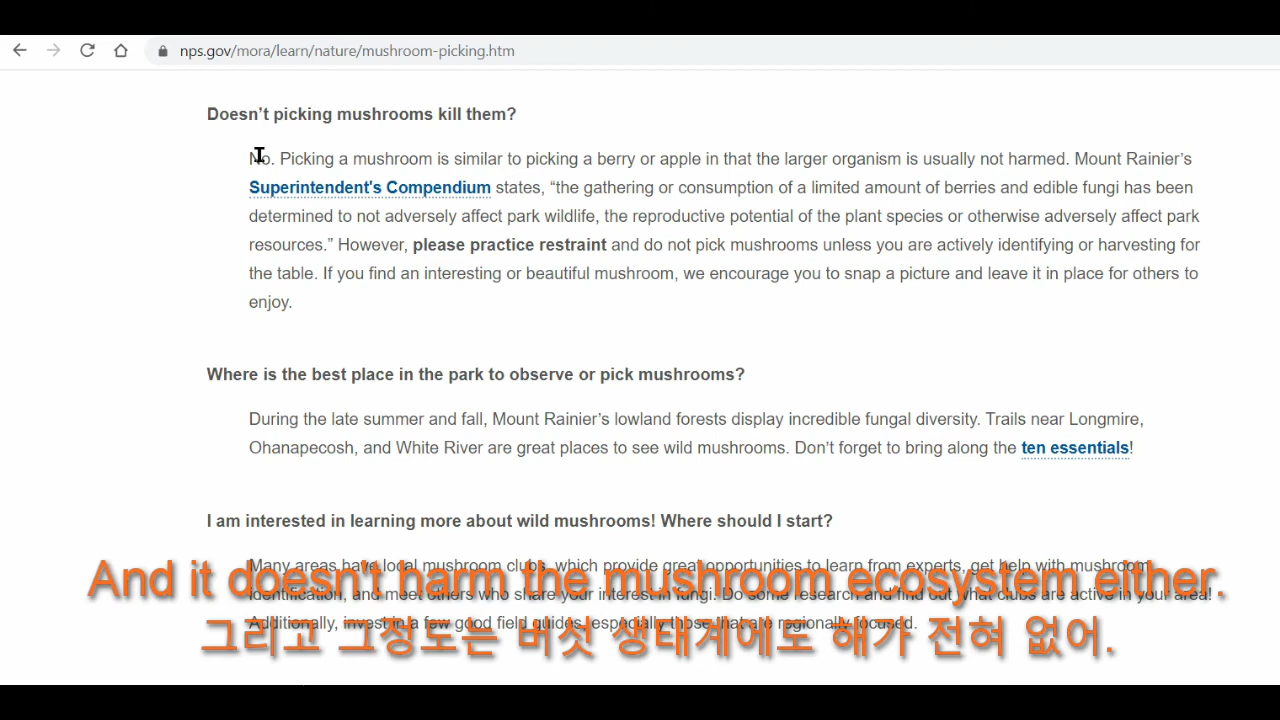 nps.gov/mora/learn/nature/mushroom-picking.htm
Doesn’t picking mushrooms kill them?
No. Picking a mushroom is similar to picking a berry or apple in that the larger organism is usually not harmed. Mount Rainier’s
Superintendent's Compendium states, “the gathering or consumption of a limited amount of berries and edible fungi has been
determined to not adversely affect park wildlife, the reproductive potential of the plant species or otherwise adversely affect park
resources.” However, please practice restraint and do not pick mushrooms unless you are actively identifying or harvesting for
the table. If you find an interesting or beautiful mushroom, we encourage you to snap a picture and leave it in place for others to
enjoy.
Where is the best place in the park to observe or pick mushrooms?
During the late summer and fall, Mount Rainier’s lowland forests display incredible fungal diversity. Trails near Longmire,
Ohanapecosh, and White River are great places to see wild mushrooms. Don’t forget to bring along the ten essentials!
I am interested in learning more about wild mushrooms! Where should I start?
Many areas have local mushroom clubs, which provide great opportunities to learn from experts, get help with mushroom
And it doesn't harm the mushroom ecosystem either.
identification, and meet others who share your interest in fungi. Do some research and find out what clubs are active in your area!
Additionally, invest in a few good field guides, especially those that are regionally focused.
그리고 그정도는 버섯 생태계에도 해가 전혀 없어.